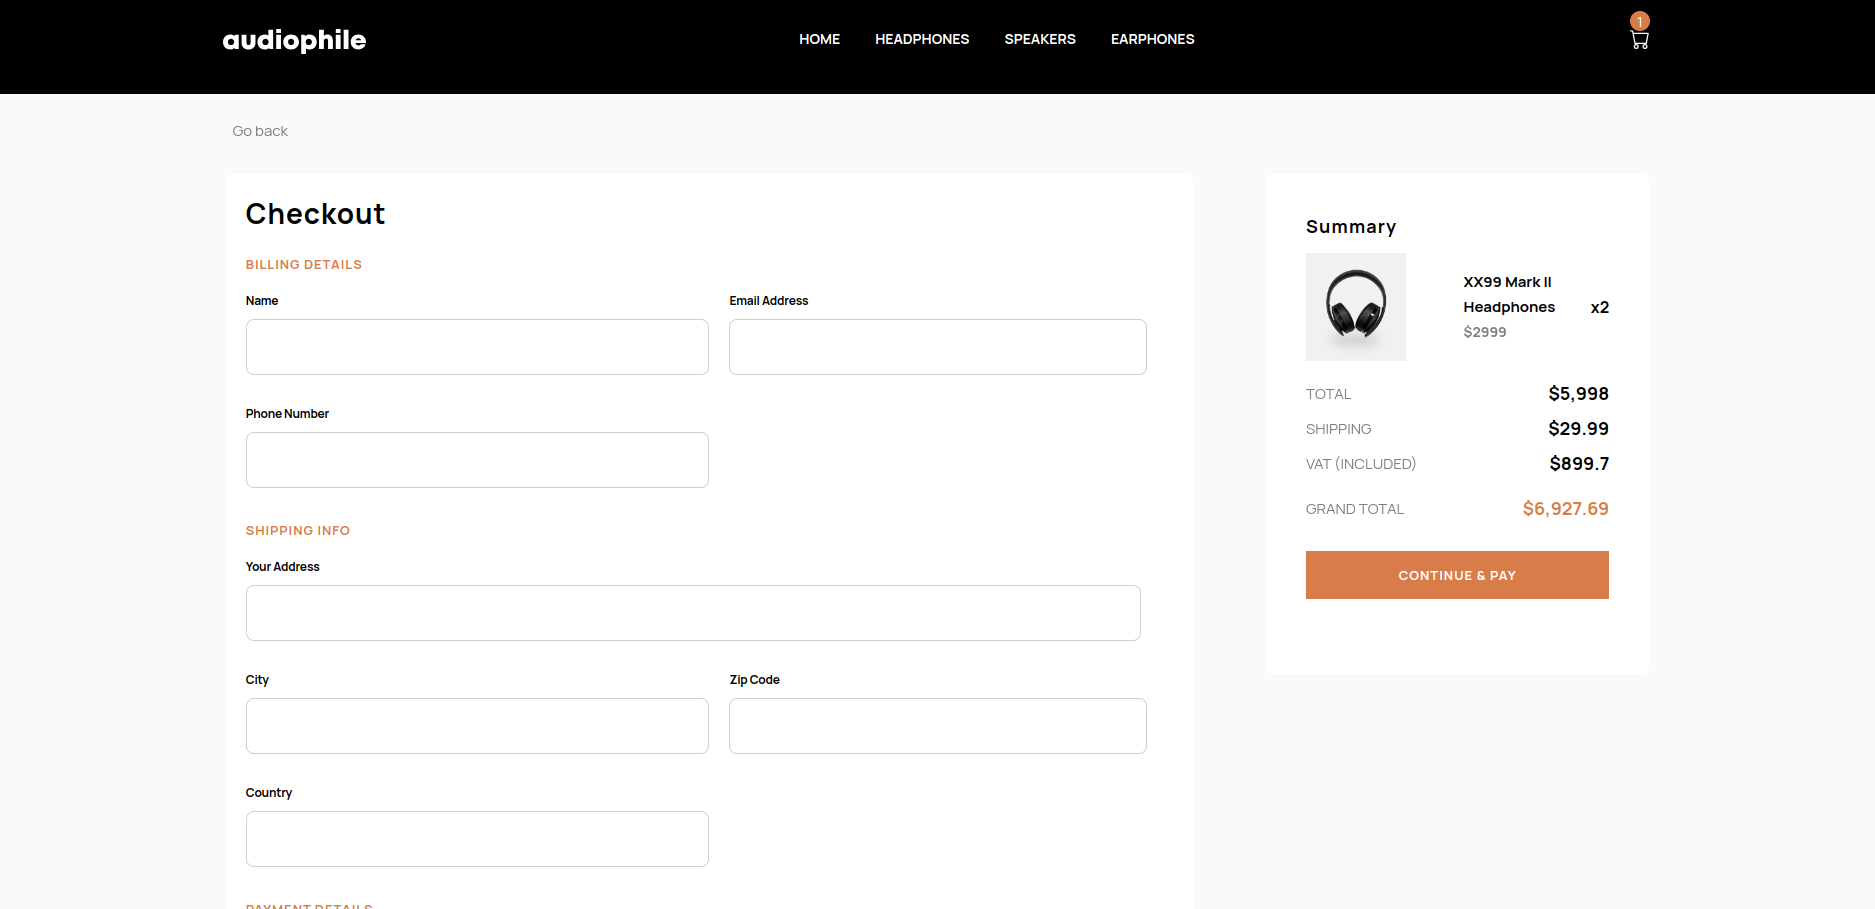 audiophile
HOME HEADPHONES SPEAKERS EARPHONES
1
Go back
Checkout
BILLING DETAILS
Name Email Address
Phone Number
SHIPPING INFO
Your Address
City Zip Code
Country
PAYMENT DETAILS
Summary
XX99 Mark II
Headphones x2
$2999
TOTAL $5,998
SHIPPING $29.99
VAT (INCLUDED) $899.7
GRAND TOTAL $6,927.69
CONTINUE & PAY